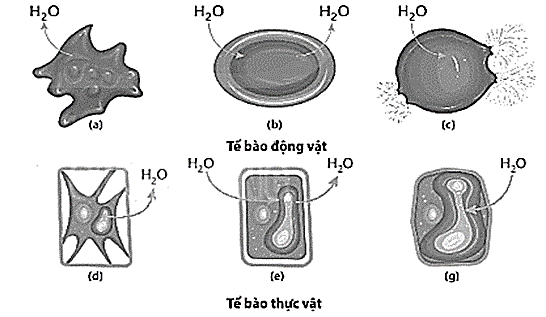 H₂O H₂O H₂O H₂O
(a) (b) (c)
Tế bào động vật
H₂O H₂O H₂O H₂O
(d) (e) (g)
Tế bào thực vật